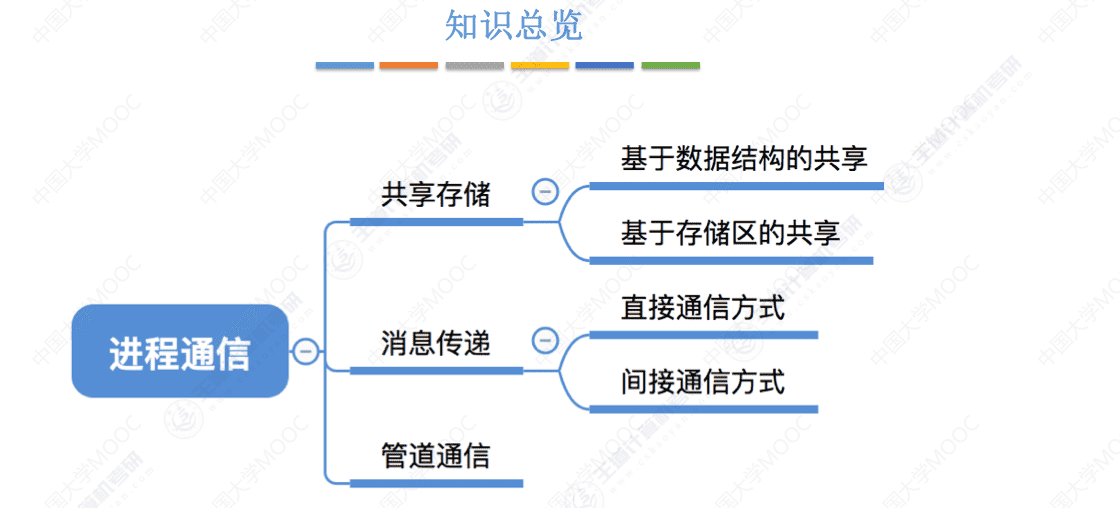 知识总览
共享存储
基于数据结构的共享
基于存储区的共享
进程通信
消息传递
直接通信方式
间接通信方式
管道通信
中国大学MOOC
王道计算机考研